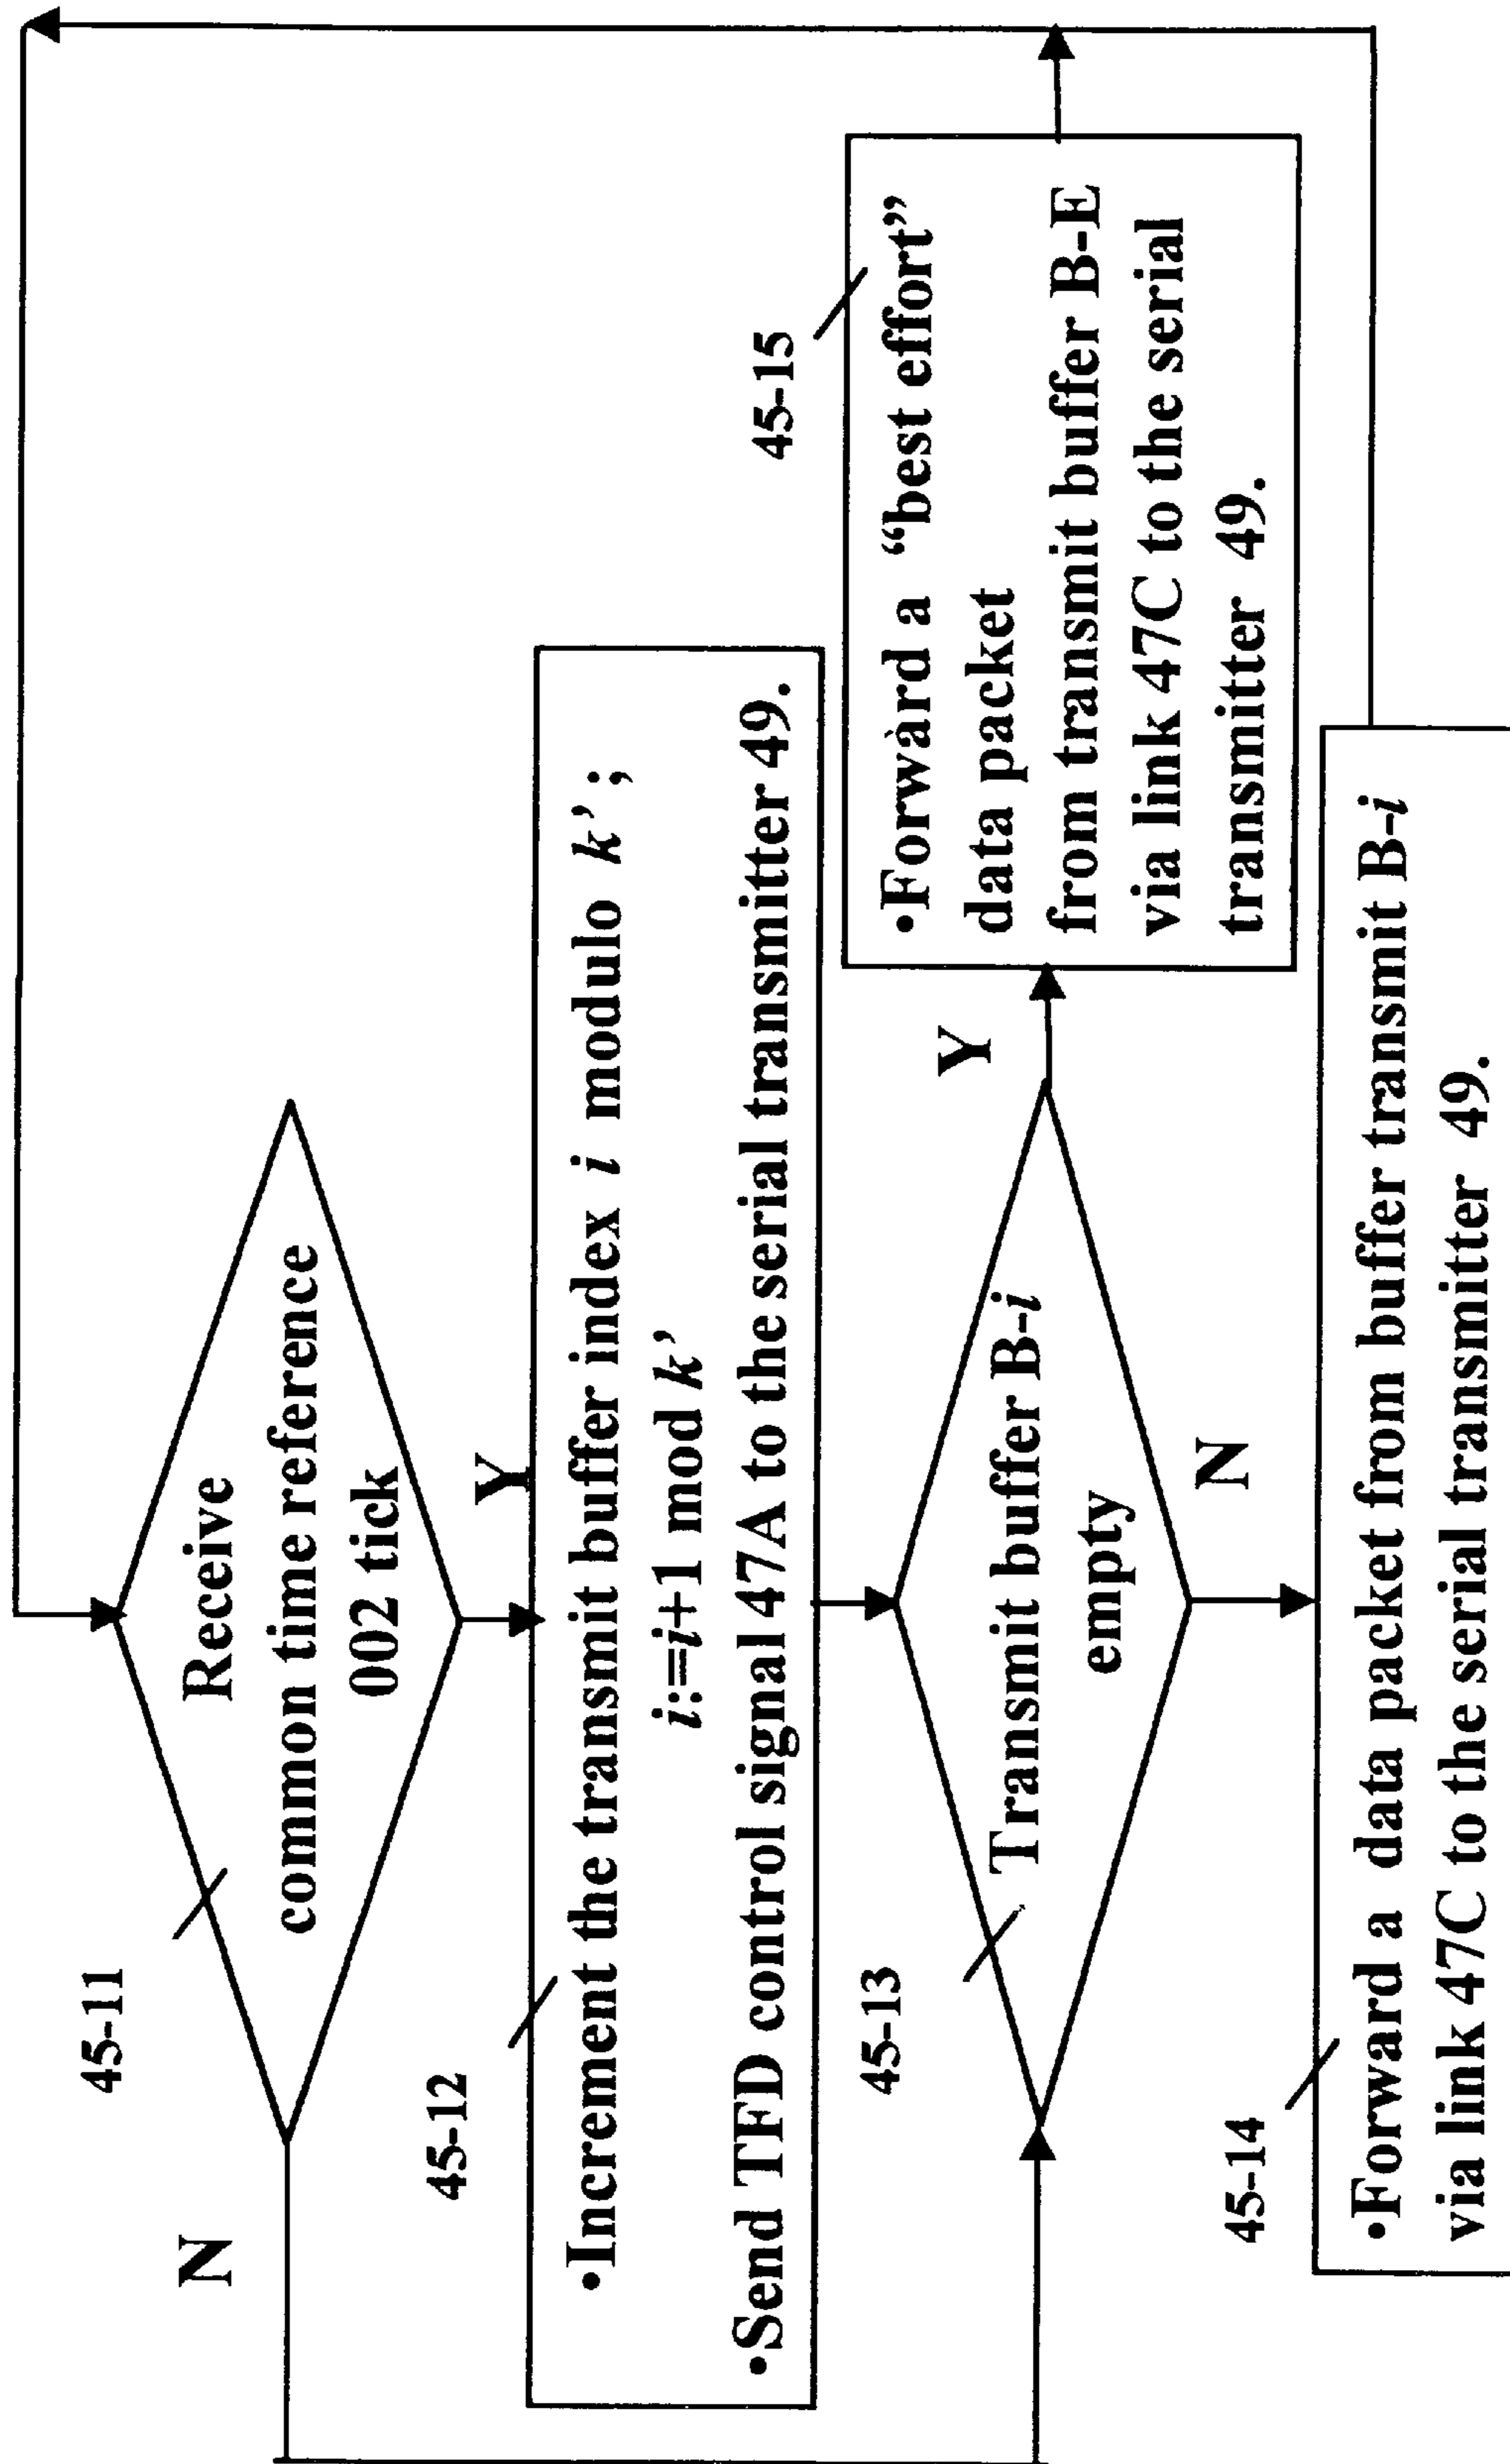 45-11
Receive
common time reference
002 tick
N
Y
45-12
•Increment the transmit buffer index i modulo k' ;
i:=i+1 mod k'
•Send TFD control signal 47A to the serial transmitter 49.
45-13
Transmit buffer B-i
empty
Y
N
45-15
•Forward a “best effort”
data packet
from transmit buffer B-E
via link 47C to the serial
transmitter 49.
45-14
•Forward a data packet from buffer transmit B-i
via link 47C to the serial transmitter 49.